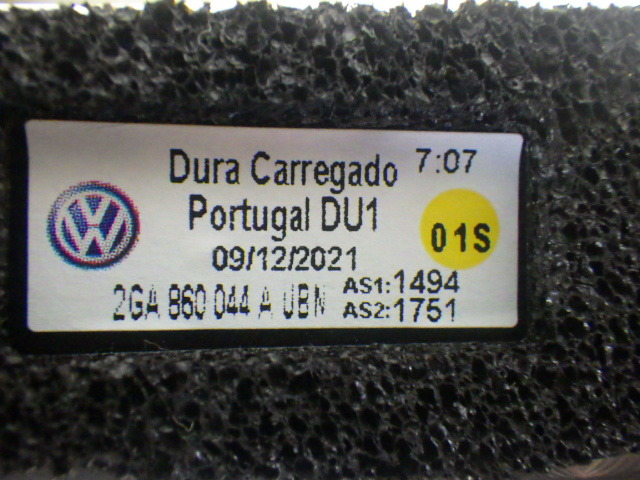 Dura Carregado 7:07
Portugal DU1 01S
09/12/2021
2GA 860 044 A UBN
AS1:1494
AS2:1751